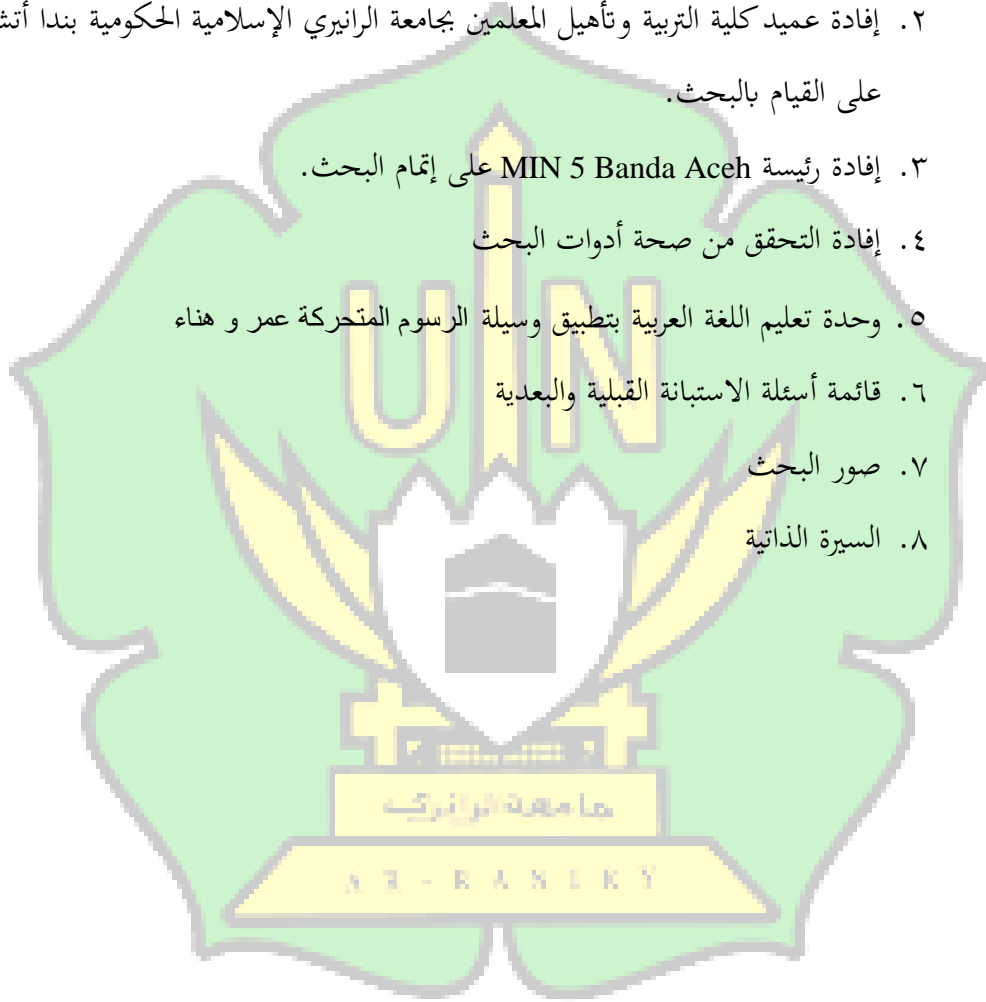 ٢. إفادة عميد كلية التربية وتأهيل المعلمين بجامعة الرانيري الإسلامية الحكومية بندا أتش
على القيام بالبحث.
٣. إفادة رئيسة MIN 5 Banda Aceh على إتمام البحث.
٤. إفادة التحقق من صحة أدوات البحث
UIN
٥. وحدة تعليم اللغة العربية بتطبيق وسيلة الرسوم المتحركة عمر و هناء
٦. قائمة أسئلة الاستبانة القبلية والبعدية
٧. صور البحث
٨. السيرة الذاتية
جامعة الرانيري
AR-RANIRY